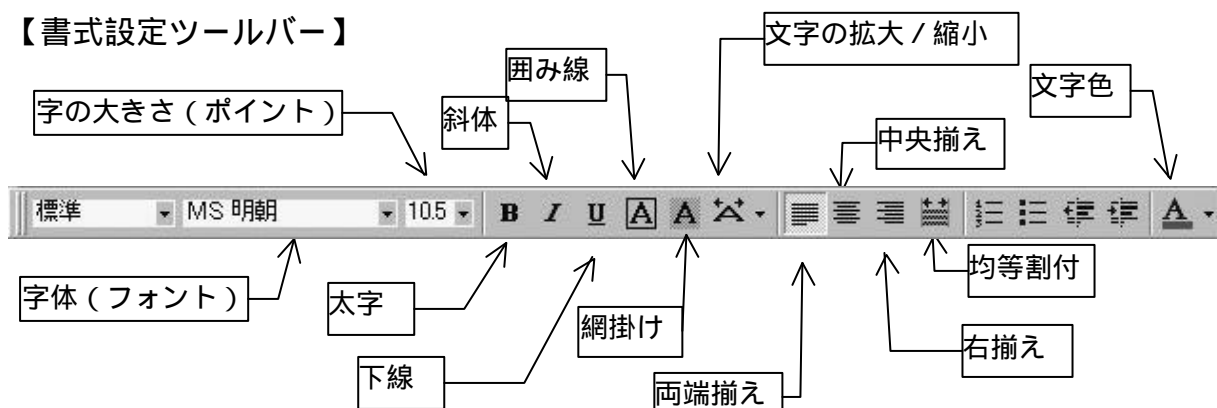 【書式設定ツールバー】
文字の拡大/縮小
囲み線
文字色
字の大きさ(ポイント)
斜体
中央揃え
標準 MS 明朝 10.5 B I U A A A
字体(フォント)
太字
均等割付
網掛け
右揃え
下線
両端揃え